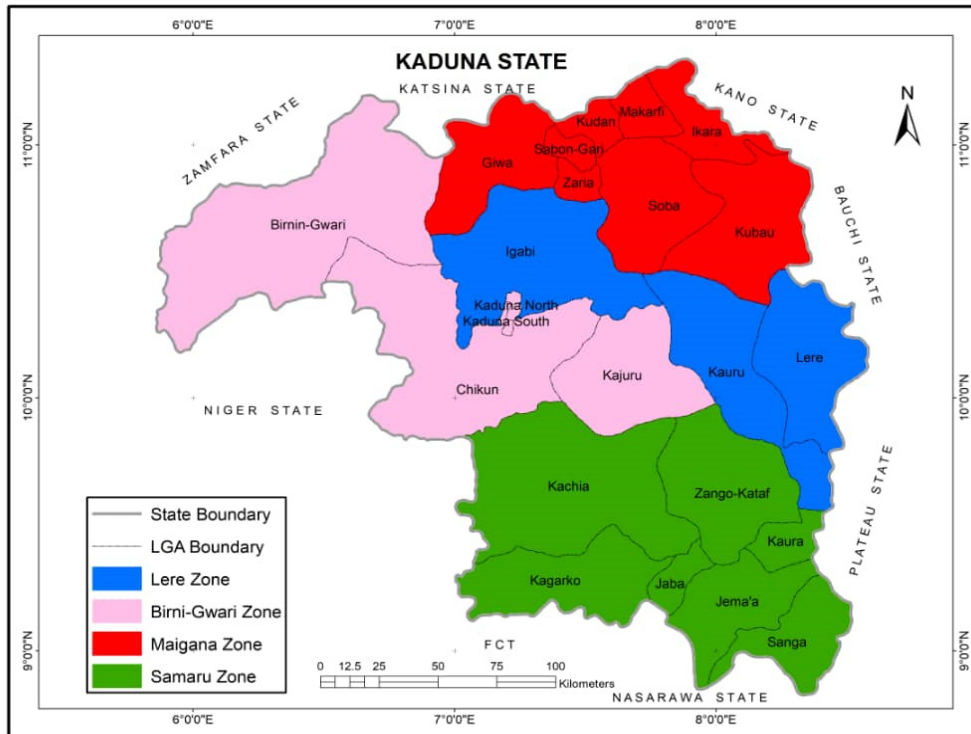 6°0'0"E
7°0'0"E
8°0'0"E
KADUNA STATE
KATSINA STATE
KANO STATE
ZAMFARA STATE
N
11°0'0"N
11°0'0"N
Makarfi
Kudan
Ikara
Sabon-Gari
Giwa
Zaria
Soba
Kubau
BAUCHI STATE
Birnin-Gwari
Igabi
Kaduna North
Kaduna South
Lere
Kauru
Kajuru
Chikun
10°0'0"N
10°0'0"N
NIGER STATE
Kachia
Zango-Kataf
Kaura
PLATEAU STATE
Kagarko
Jaba
Jema'a
Sanga
State Boundary
LGA Boundary
Lere Zone
Birni-Gwari Zone
Maigana Zone
Samaru Zone
9°0'0"N
9°0'0"N
FCT
0 12.5 25 50 75 100
Kilometers
NASARAWA STATE
6°0'0"E
7°0'0"E
8°0'0"E